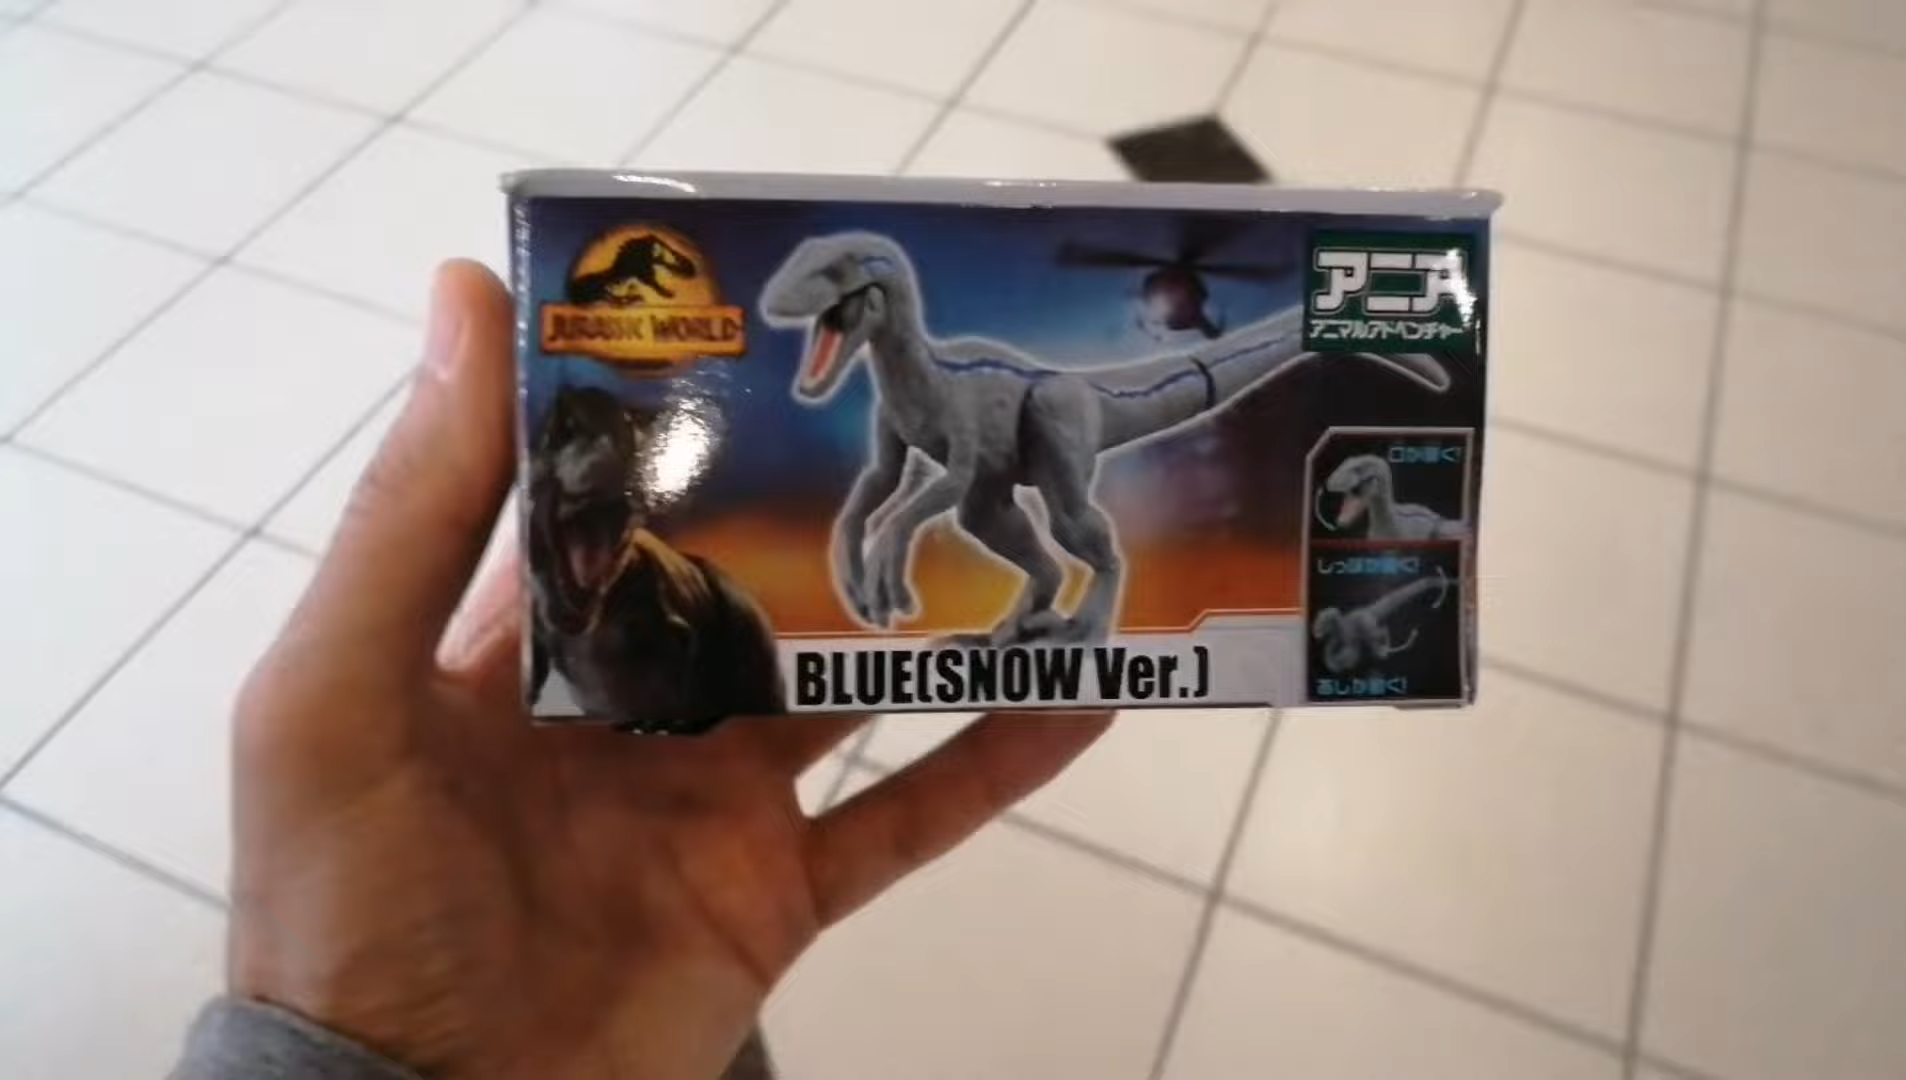 JURASSIC WORLD
アニア
アニマルアドベンチャー
口が動く!
しっぽが動く!
あしが動く!
BLUE(SNOW Ver.)